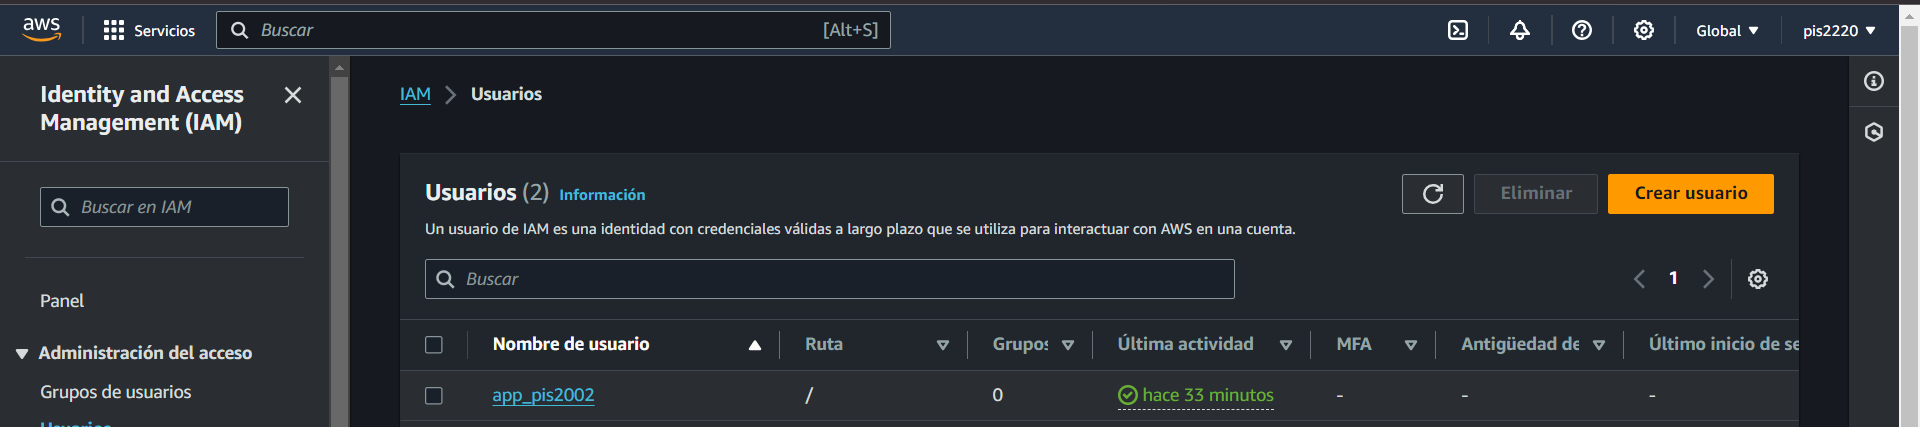 aws
Servicios
Buscar
[Alt+S]
Global
pis2220
Identity and Access
Management (IAM)
Buscar en IAM
Panel
Administración del acceso
Grupos de usuarios
Usuarios
IAM
Usuarios
Usuarios (2) Información
Eliminar
Crear usuario
Un usuario de IAM es una identidad con credenciales válidas a largo plazo que se utiliza para interactuar con AWS en una cuenta.
Buscar
1
Nombre de usuario Ruta Grupos Última actividad MFA Antigüedad de Último inicio de se
app_pis2002 / 0 hace 33 minutos - - -